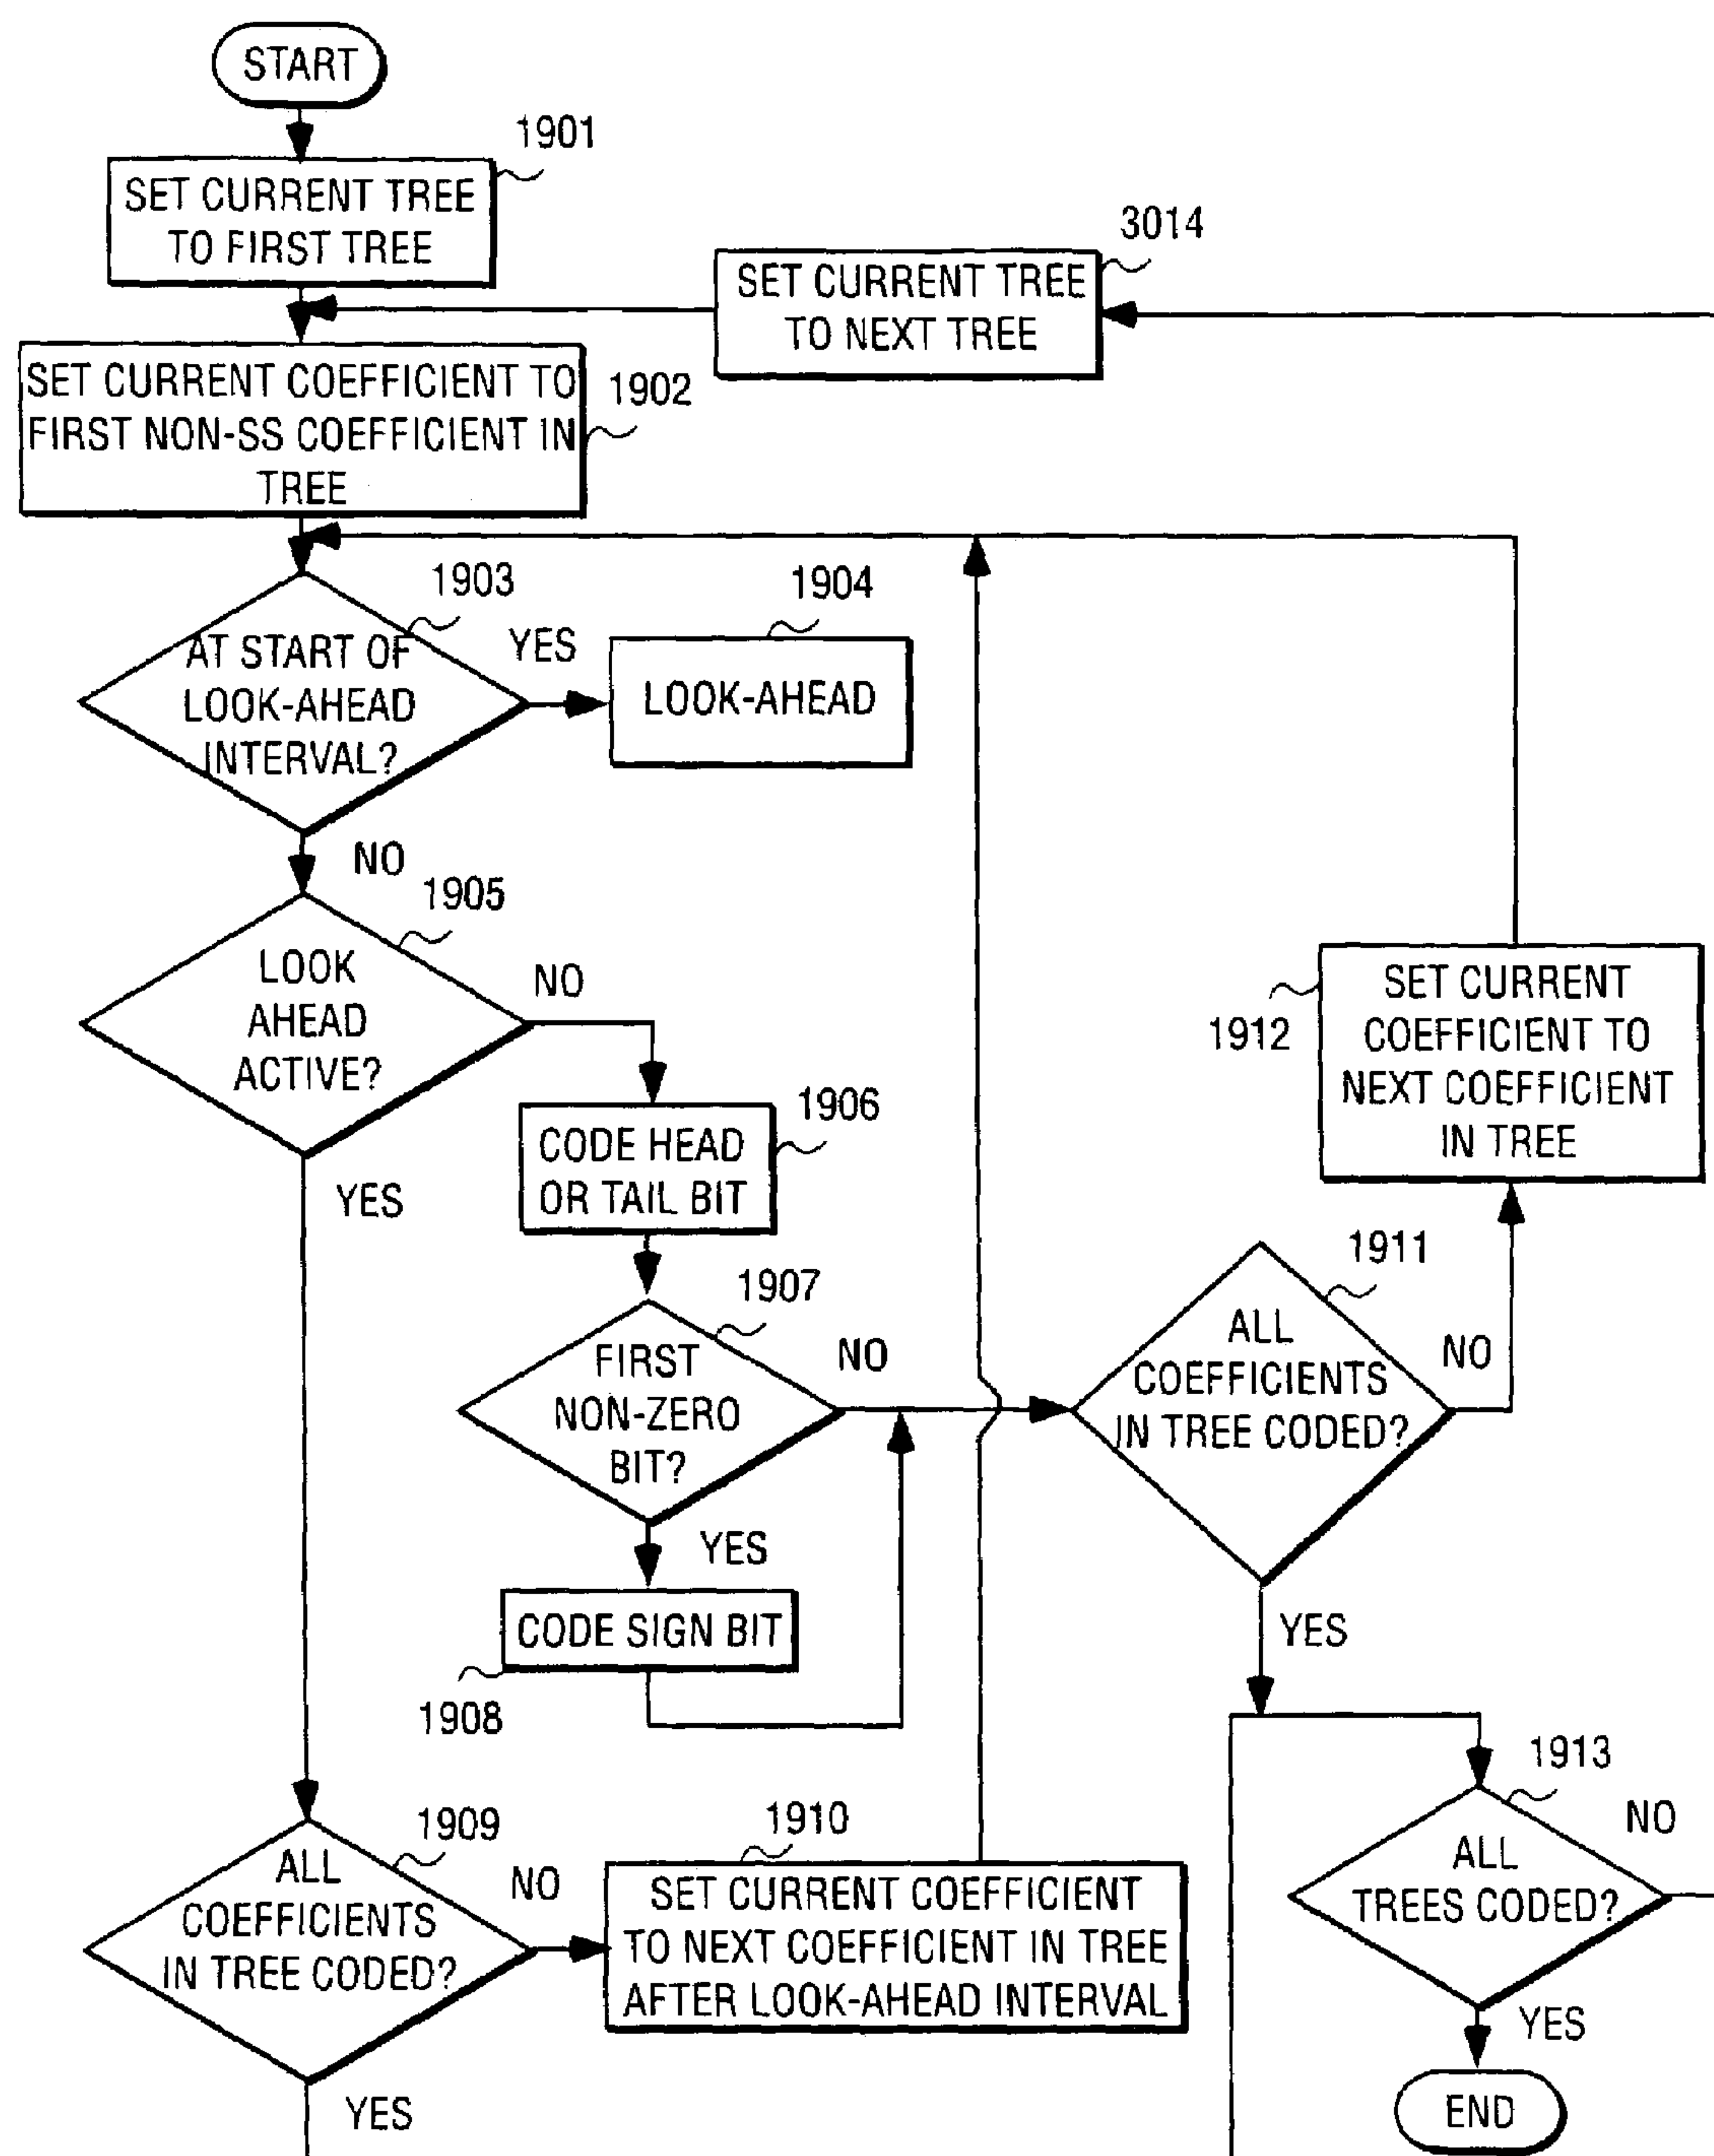 START
1901
SET CURRENT TREE
TO FIRST TREE
3014
SET CURRENT TREE
TO NEXT TREE
SET CURRENT COEFFICIENT TO
FIRST NON-SS COEFFICIENT IN
TREE
1902
1903
AT START OF
LOOK-AHEAD
INTERVAL?
YES
1904
LOOK-AHEAD
NO
1905
LOOK
AHEAD
ACTIVE?
NO
YES
1906
CODE HEAD
OR TAIL BIT
1907
FIRST
NON-ZERO
BIT?
NO
YES
CODE SIGN BIT
1908
1911
ALL
COEFFICIENTS
IN TREE CODED?
NO
YES
SET CURRENT
COEFFICIENT TO
NEXT COEFFICIENT
IN TREE
1912
1909
ALL
COEFFICIENTS
IN TREE CODED?
NO
YES
1910
SET CURRENT COEFFICIENT
TO NEXT COEFFICIENT IN TREE
AFTER LOOK-AHEAD INTERVAL
1913
ALL
TREES CODED?
NO
YES
END